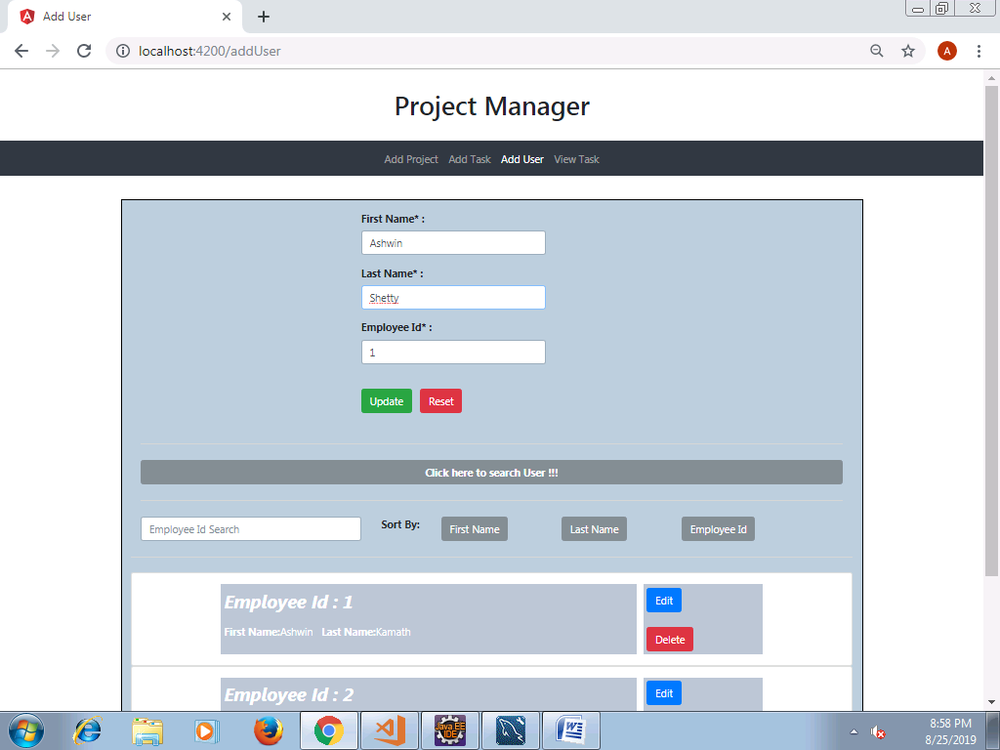 Add User
localhost:4200/addUser
A
Project Manager
Add Project Add Task Add User View Task
First Name* :
Ashwin
Last Name* :
Shetty
Employee Id* :
1
Update Reset
Click here to search User !!!
Employee Id Search Sort By: First Name Last Name Employee Id
Employee Id : 1 Edit
First Name:Ashwin Last Name:Kamath
Delete
Employee Id : 2 Edit
Java EE
IDE
8:58 PM
8/25/2019